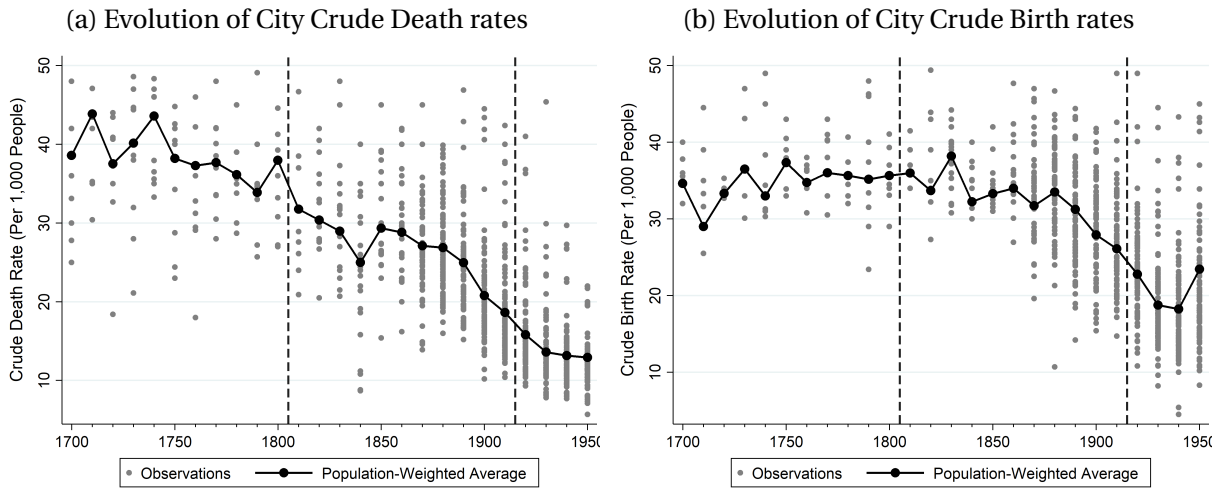 (a) Evolution of City Crude Death rates
Crude Death Rate (Per 1,000 People)
50
40
30
20
10
1700 1750 1800 1850 1900 1950
Observations Population-Weighted Average
(b) Evolution of City Crude Birth rates
Crude Birth Rate (Per 1,000 People)
50
40
30
20
10
1700 1750 1800 1850 1900 1950
Observations Population-Weighted Average